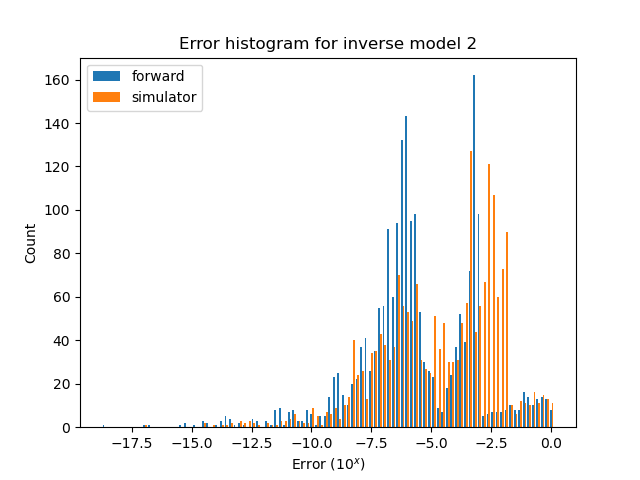 Error histogram for inverse model 2
forward
simulator
160
140
120
100
80
60
40
20
0
Count
−17.5 −15.0 −12.5 −10.0 −7.5 −5.0 −2.5 0.0
Error (10^x)